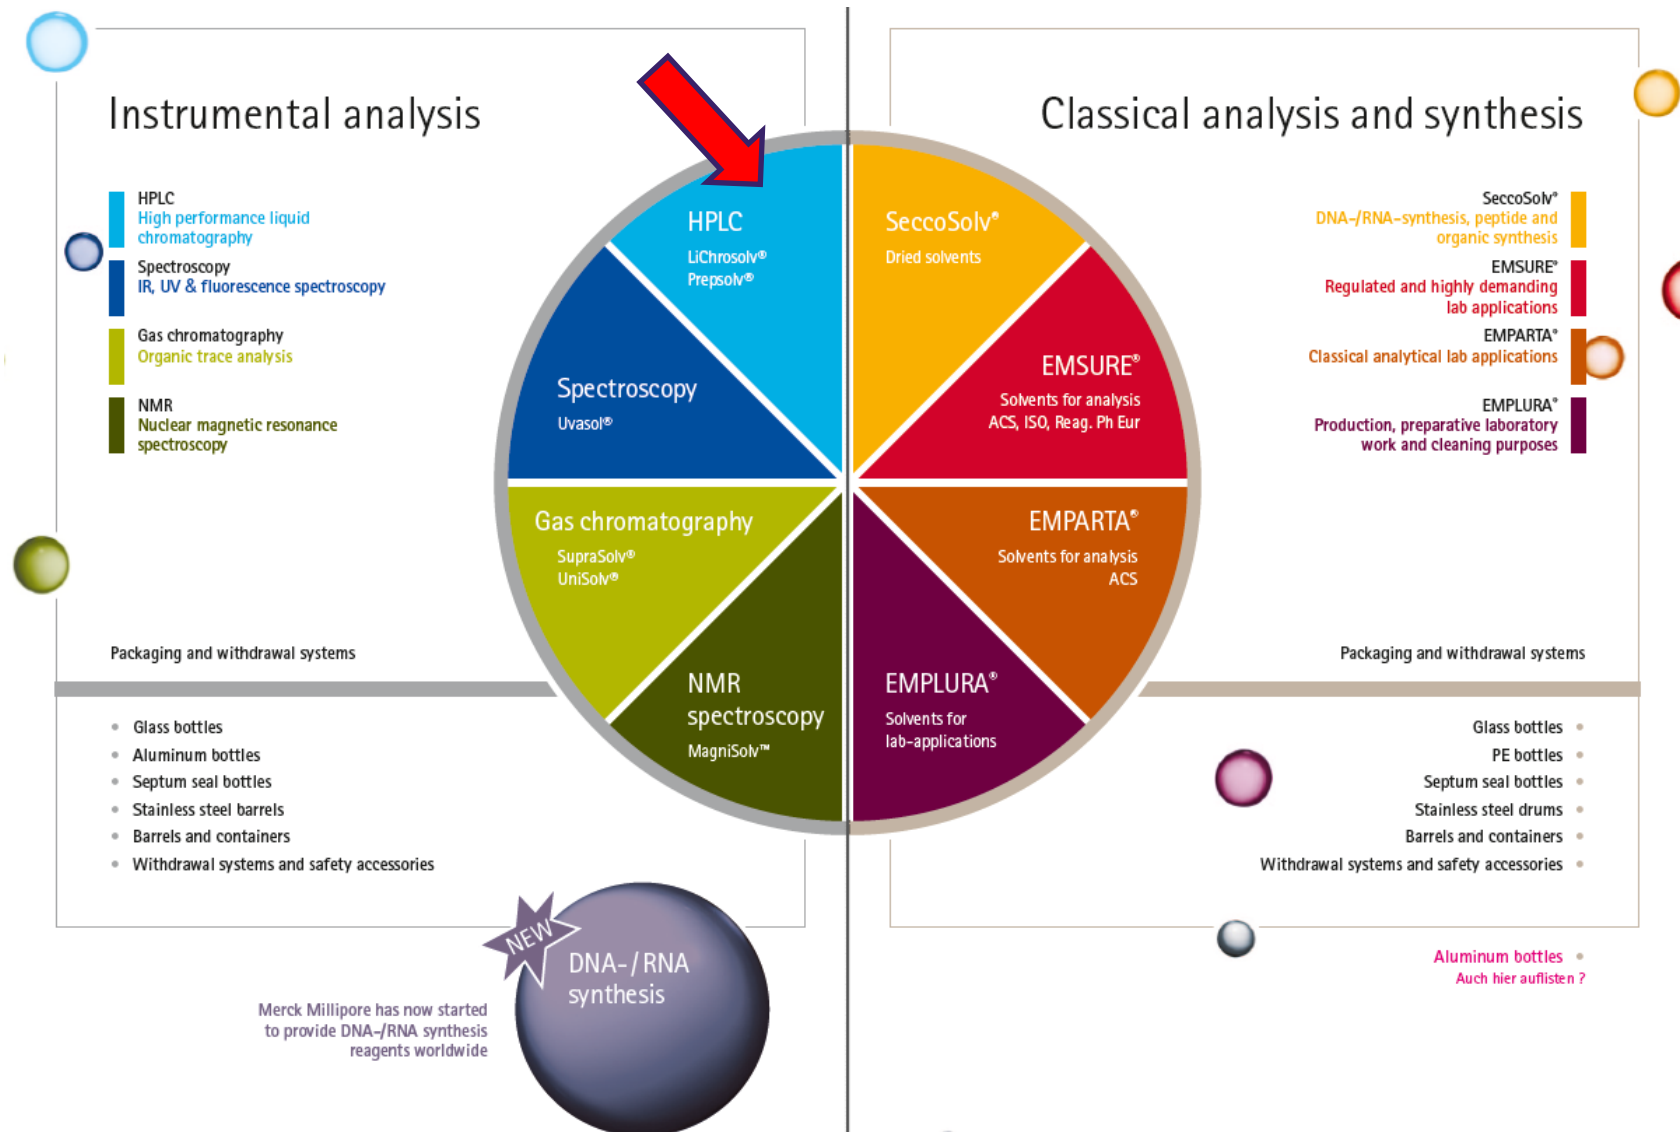 Instrumental analysis
HPLC
High performance liquid
chromatography
Spectroscopy
IR, UV & fluorescence spectroscopy
Gas chromatography
Organic trace analysis
NMR
Nuclear magnetic resonance
spectroscopy
Packaging and withdrawal systems
• Glass bottles
• Aluminum bottles
• Septum seal bottles
• Stainless steel barrels
• Barrels and containers
• Withdrawal systems and safety accessories
HPLC
LiChrosolv®
Prepsolv®
Spectroscopy
Uvasol®
Gas chromatography
SupraSolv®
UniSolv®
NMR
spectroscopy
MagniSolv™
SeccoSolv®
Dried solvents
EMSURE®
Solvents for analysis
ACS, ISO, Reag. Ph Eur
EMPARTA®
Solvents for analysis
ACS
EMPLURA®
Solvents for
lab-applications
Classical analysis and synthesis
SeccoSolv®
DNA-/RNA-synthesis, peptide and
organic synthesis
EMSURE®
Regulated and highly demanding
lab applications
EMPARTA®
Classical analytical lab applications
EMPLURA®
Production, preparative laboratory
work and cleaning purposes
Packaging and withdrawal systems
Glass bottles •
PE bottles •
Septum seal bottles •
Stainless steel drums •
Barrels and containers •
Withdrawal systems and safety accessories •
Aluminum bottles •
Auch hier auflisten ?
NEW
DNA-/RNA
synthesis
Merck Millipore has now started
to provide DNA-/RNA synthesis
reagents worldwide